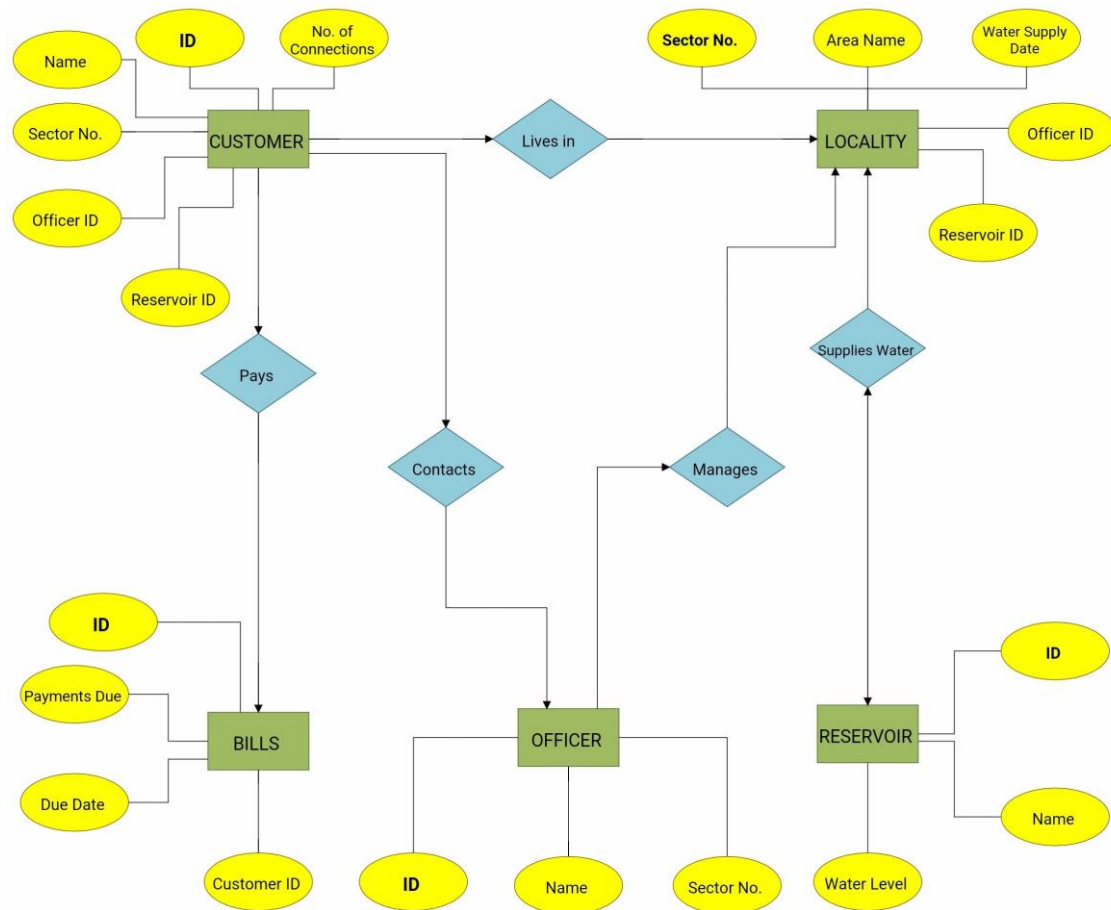 ID
No. of
Connections
Name
Sector No.
CUSTOMER
Officer ID
Reservoir ID
Lives in
Sector No.
Area Name
Water Supply
Date
LOCALITY
Officer ID
Reservoir ID
Pays
Supplies Water
Contacts
Manages
ID
Payments Due
BILLS
Due Date
Customer ID
OFFICER
ID
Name
Sector No.
RESERVOIR
ID
Name
Water Level